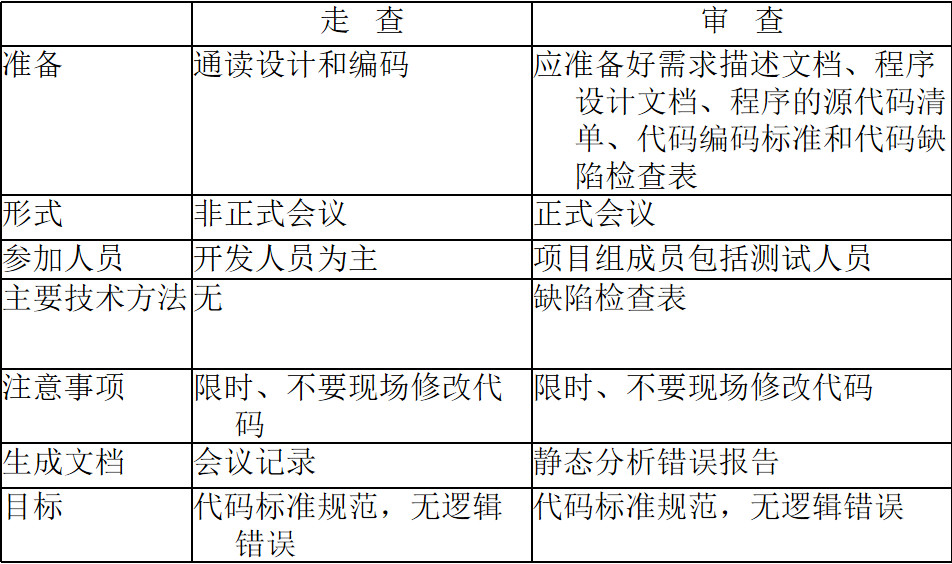 走 查 审 查
准备 通读设计和编码 应准备好需求描述文档、程序
设计文档、程序的源代码清
单、代码编码标准和代码缺
陷检查表
形式 非正式会议 正式会议
参加人员 开发人员为主 项目组成员包括测试人员
主要技术方法 无 缺陷检查表
注意事项 限时、不要现场修改代 限时、不要现场修改代码
码
生成文档 会议记录 静态分析错误报告
目标 代码标准规范，无逻辑 代码标准规范，无逻辑错误
错误